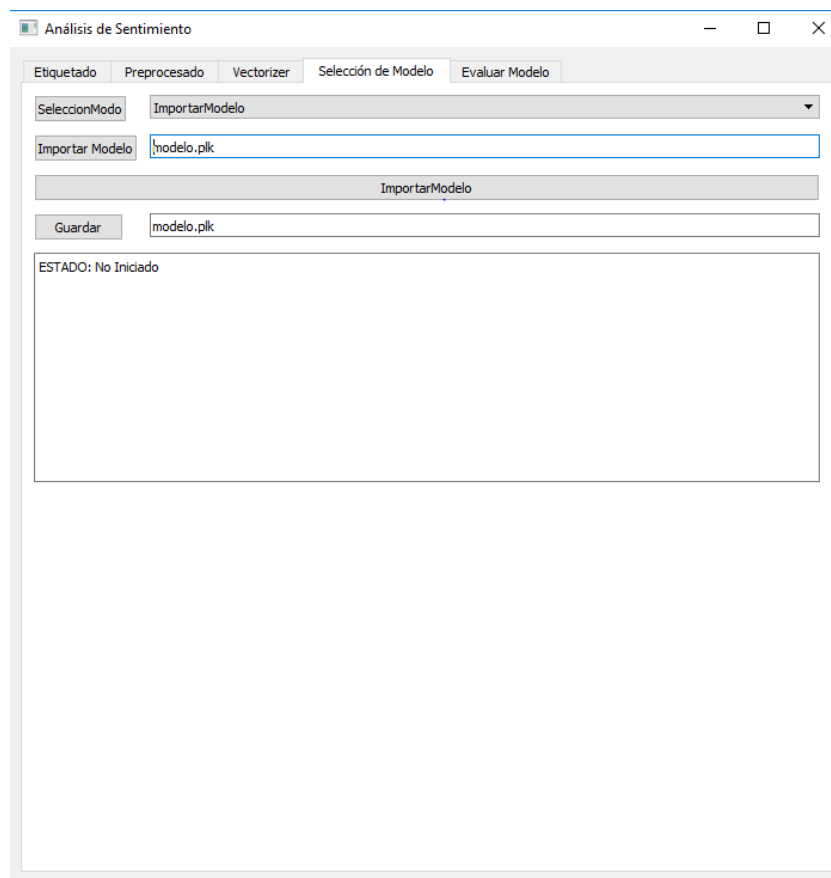 Análisis de Sentimiento
Etiquetado Preprocesado Vectorizer Selección de Modelo Evaluar Modelo
SeleccionModo ImportarModelo
Importar Modelo modelo.plk
ImportarModelo
Guardar modelo.plk
ESTADO: No Iniciado